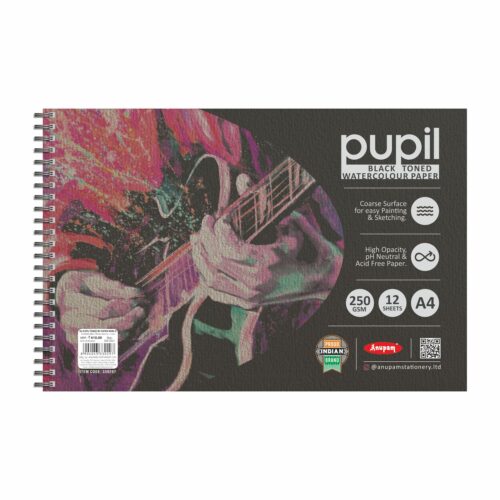 pupil
BLACK TONED
WATERCOLOUR PAPER
Coarse Surface
for easy Painting
& Sketching.
High Opacity,
pH Neutral &
Acid Free Paper.
250
GSM
12
SHEETS
A4
PROUD
INDIAN
BRAND
Anupam
@anupamstationery.ltd